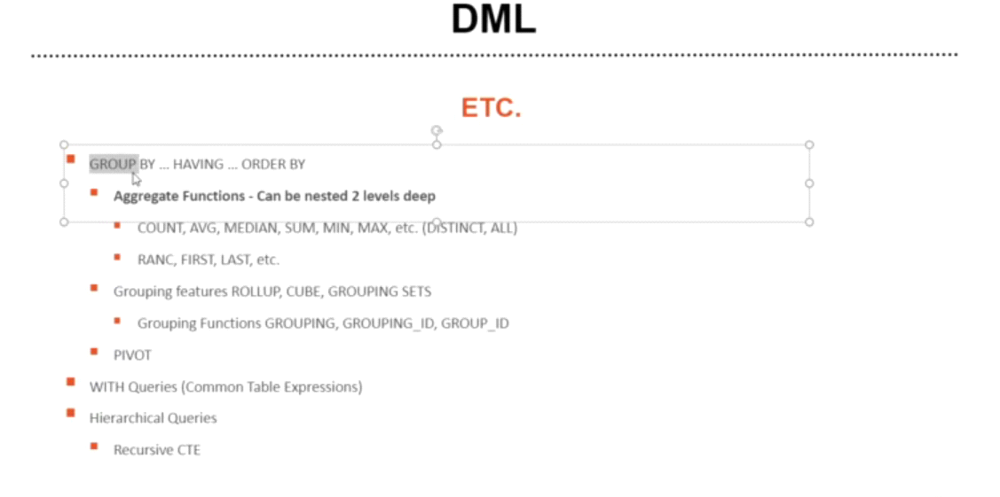 DML
ETC.
GROUP BY ... HAVING ... ORDER BY
Aggregate Functions - Can be nested 2 levels deep
COUNT, AVG, MEDIAN, SUM, MIN, MAX, etc. (DISTINCT, ALL)
RANC, FIRST, LAST, etc.
Grouping features ROLLUP, CUBE, GROUPING SETS
Grouping Functions GROUPING, GROUPING_ID, GROUP_ID
PIVOT
WITH Queries (Common Table Expressions)
Hierarchical Queries
Recursive CTE